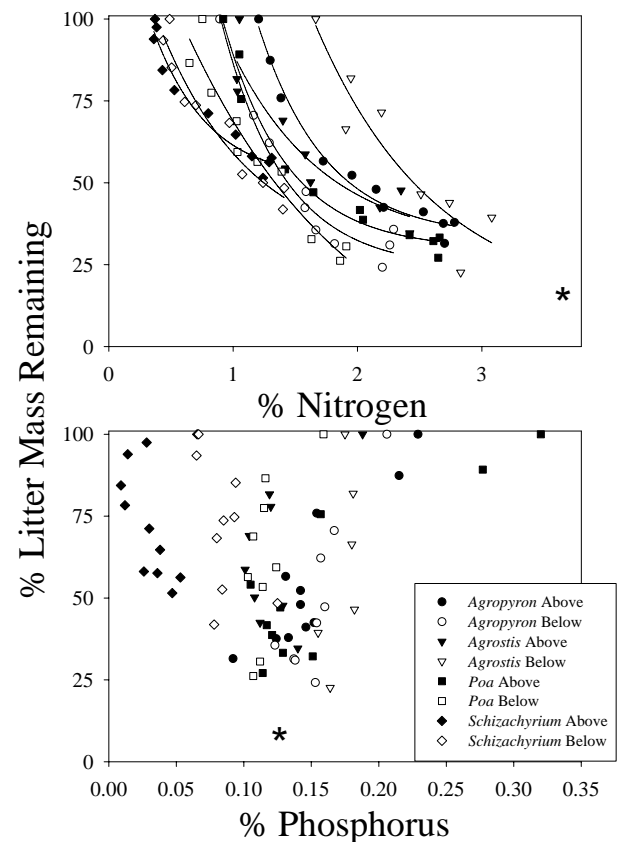 % Litter Mass Remaining
100
75
50
25
0
*
0 1 2 3
% Nitrogen
100
75
50
25
0
*
Agropyron Above
Agropyron Below
Agrostis Above
Agrostis Below
Poa Above
Poa Below
Schizachyrium Above
Schizachyrium Below
0.00 0.05 0.10 0.15 0.20 0.25 0.30 0.35
% Phosphorus